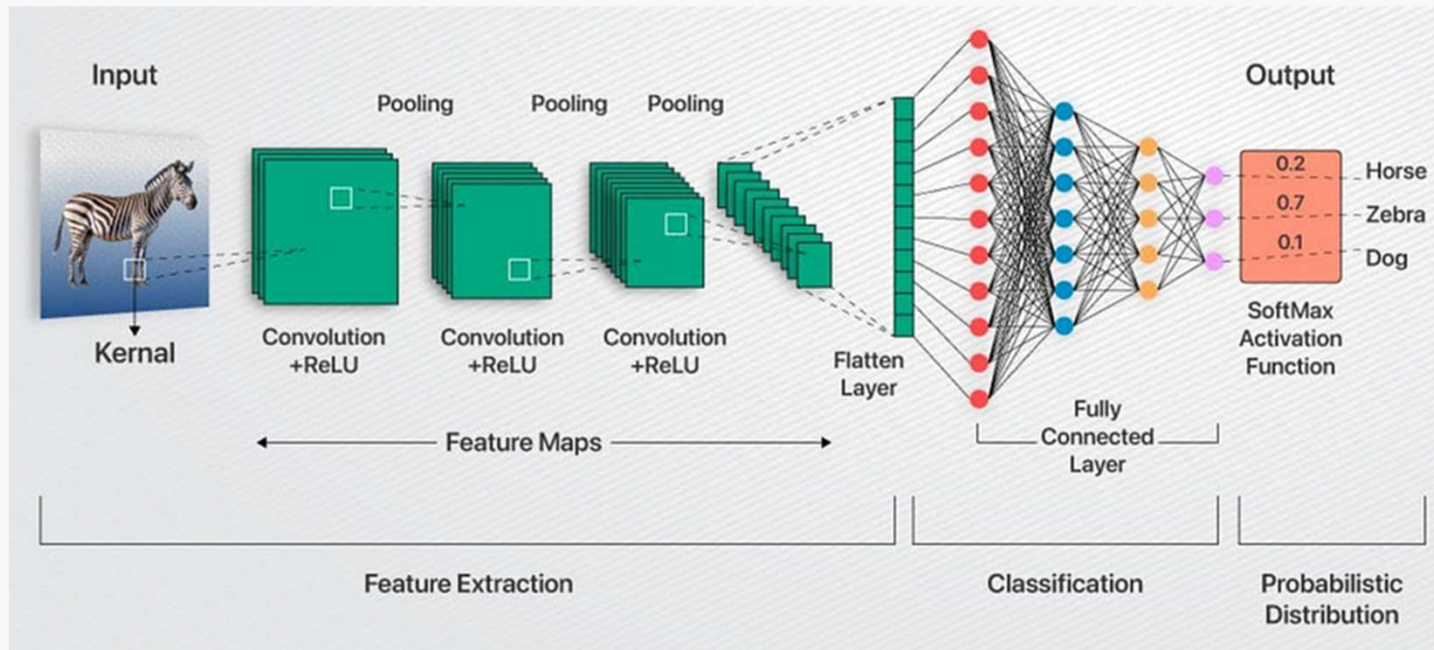 Input
Output
Pooling
Pooling
Pooling
Kernal
Convolution
+ReLU
Convolution
+ReLU
Convolution
+ReLU
Flatten
Layer
0.2
Horse
0.7
Zebra
0.1
Dog
SoftMax
Activation
Function
Feature Maps
Fully
Connected
Layer
Feature Extraction
Classification
Probabilistic
Distribution